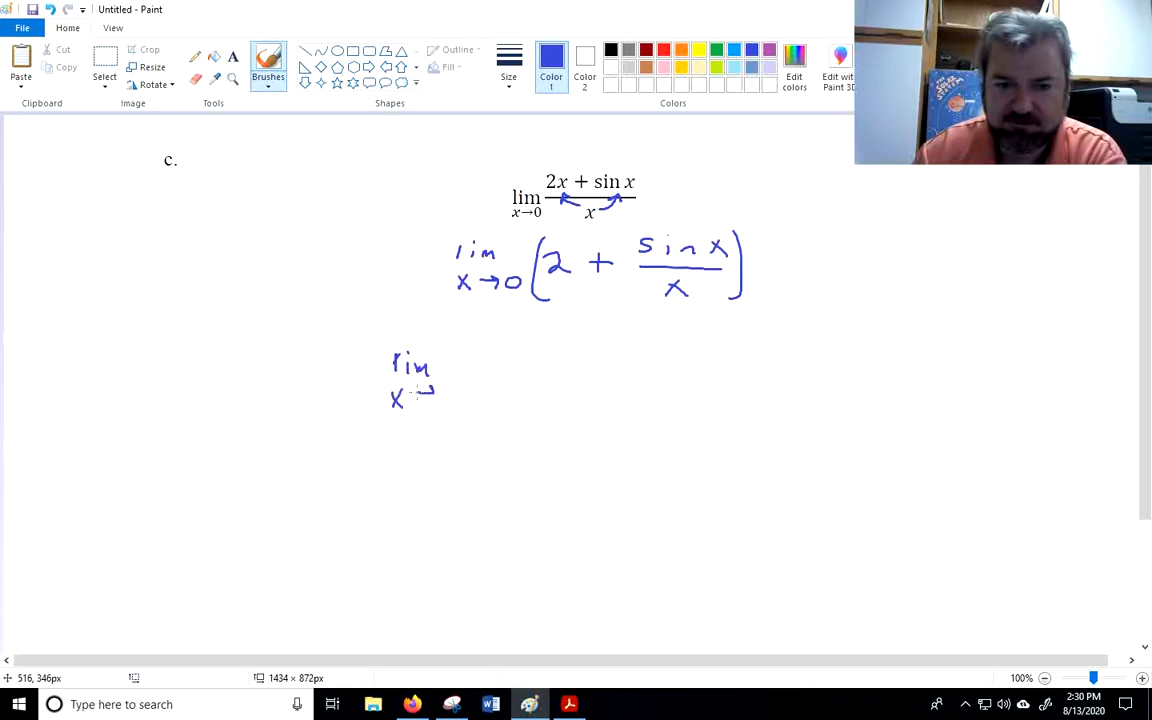 Untitled - Paint
File Home View
Paste Cut Copy Select Crop Resize Rotate Brushes Outline Fill Size Color 1 Color 2 Edit colors Edit with Paint 3D
Clipboard Image Tools Shapes Colors
c.
lim x→0 (2x + sin x)/x
lim x→0 (2 + sin x / x)
lim
x
516, 346px 1434 × 872px 100%
Type here to search 2:30 PM
8/13/2020